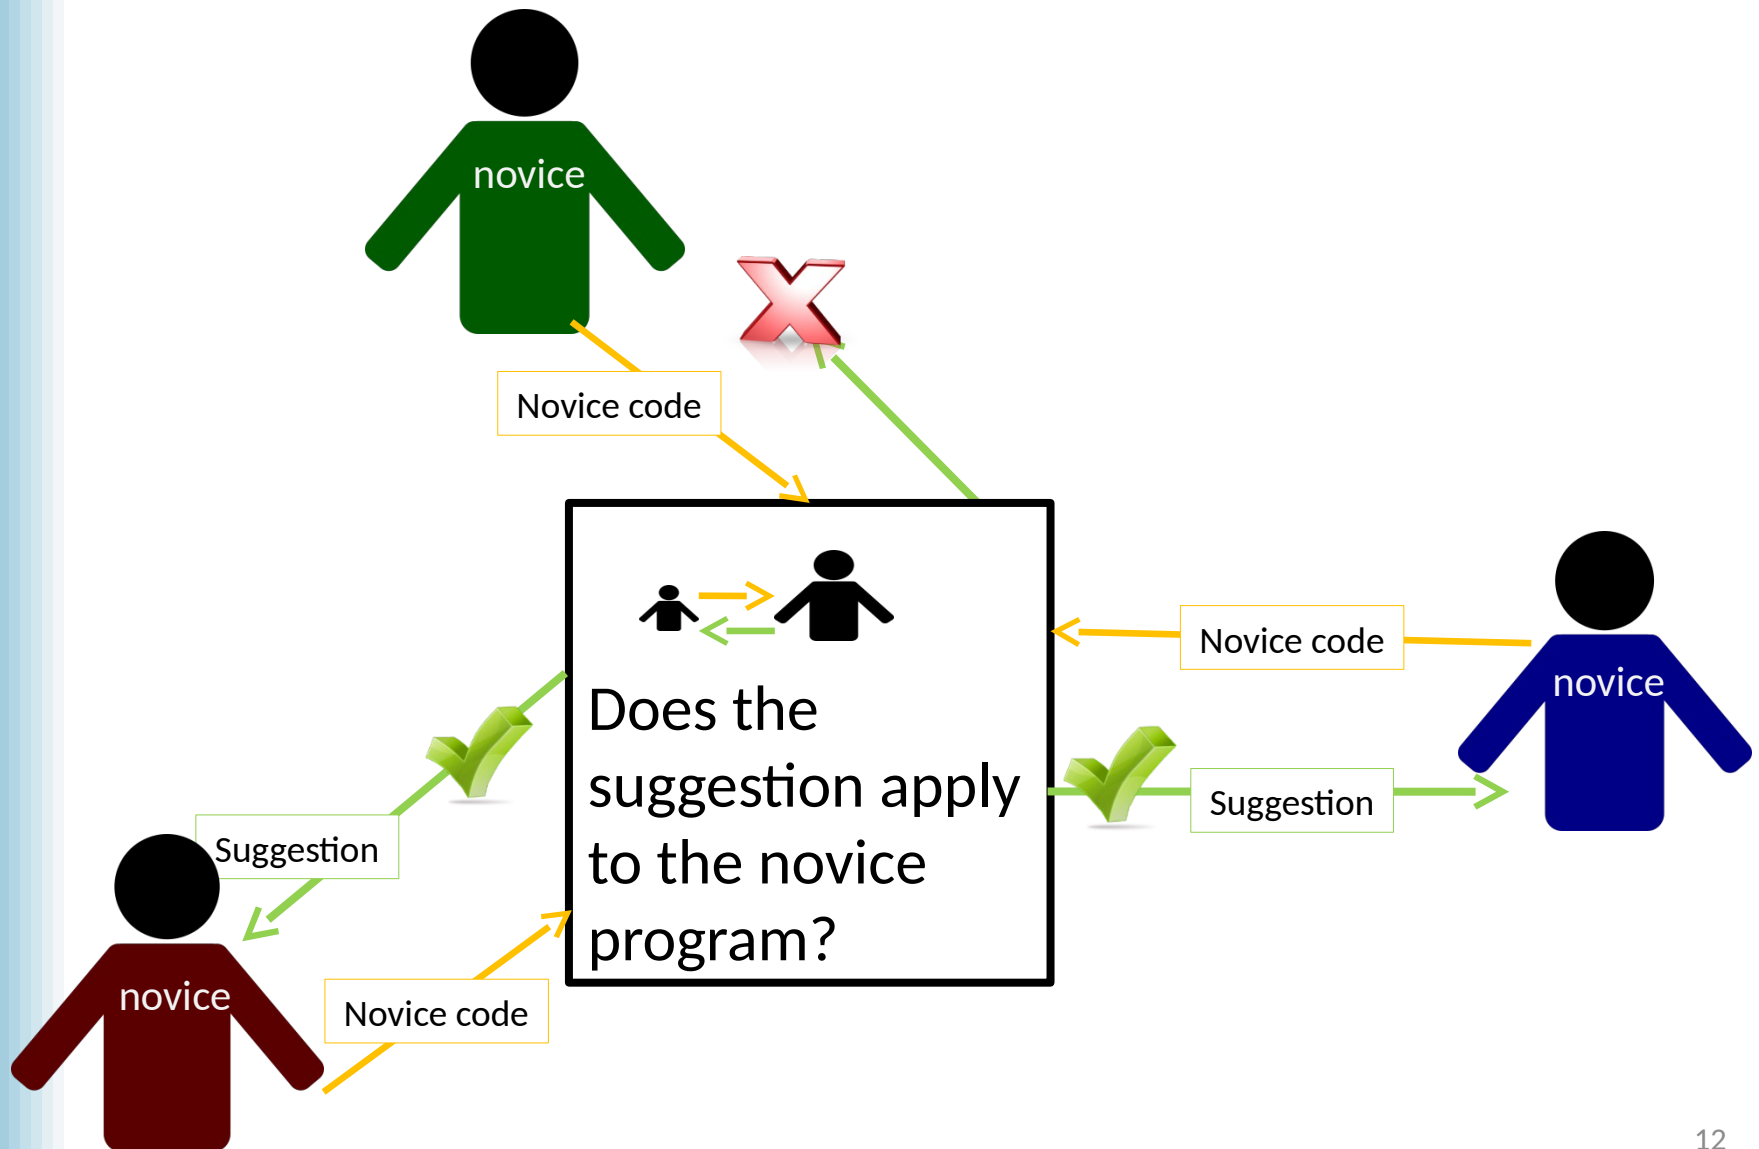 novice
Novice code
Novice code
novice
Does the
suggestion apply
to the novice
program?
Suggestion
Suggestion
novice
Novice code
12